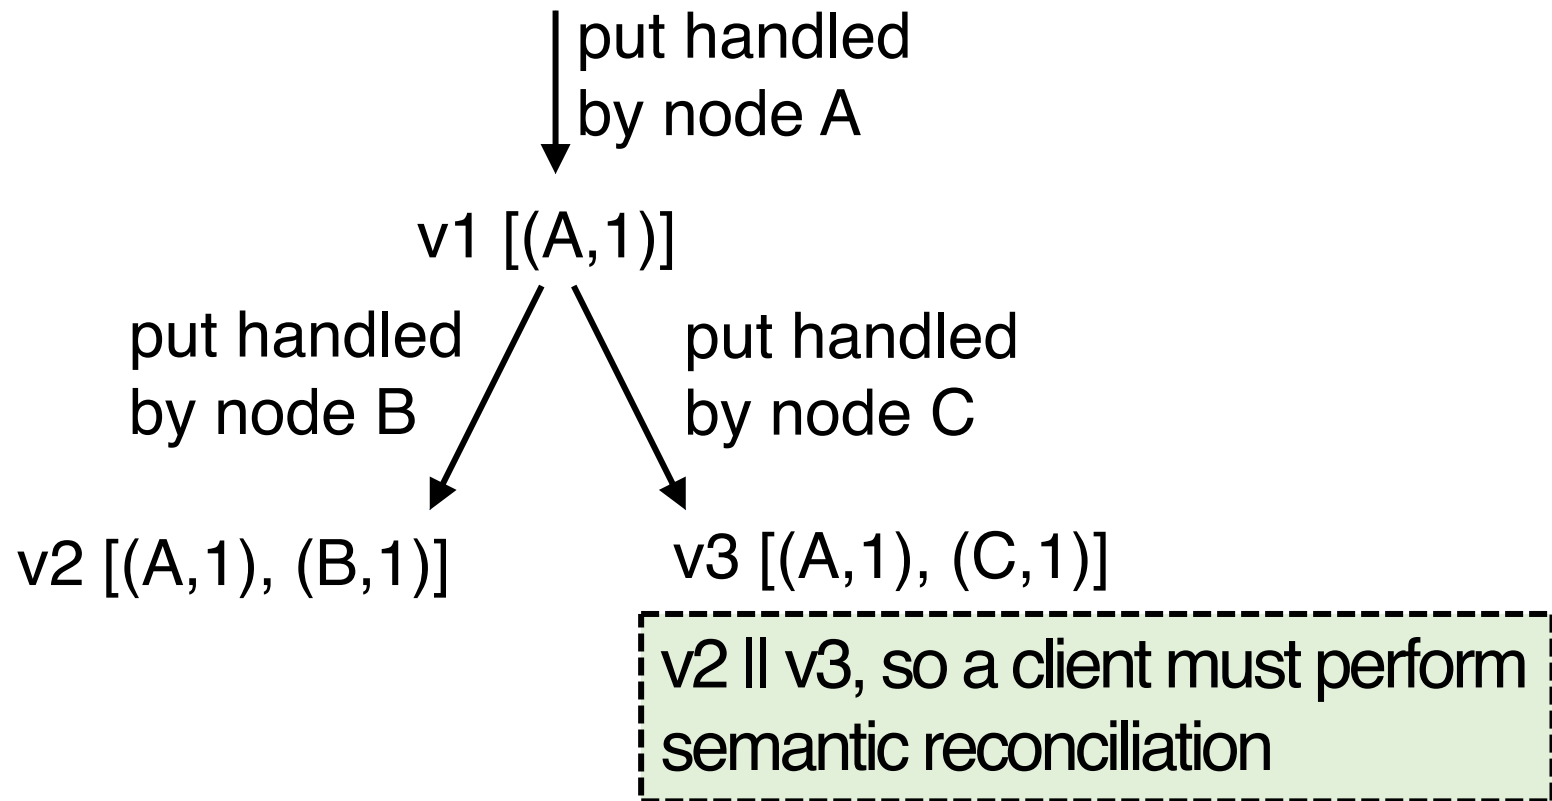 put handled
by node A
v1 [(A,1)]
put handled
by node B
put handled
by node C
v2 [(A,1), (B,1)]
v3 [(A,1), (C,1)]
v2 || v3, so a client must perform
semantic reconciliation